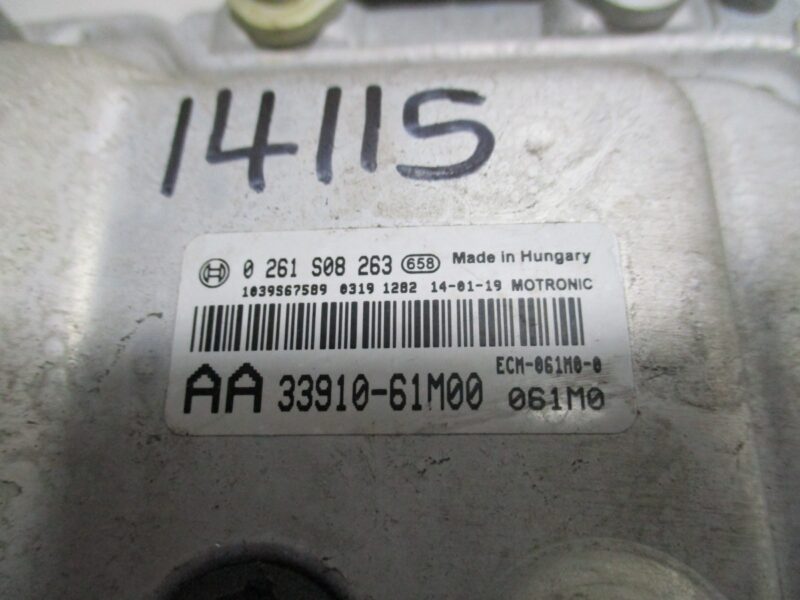 14115
0 261 S08 263 658 Made in Hungary
1039S67589 0319 1282 14-01-19 MOTRONIC
ECM-061M0-0
AA 33910-61M00 061M0